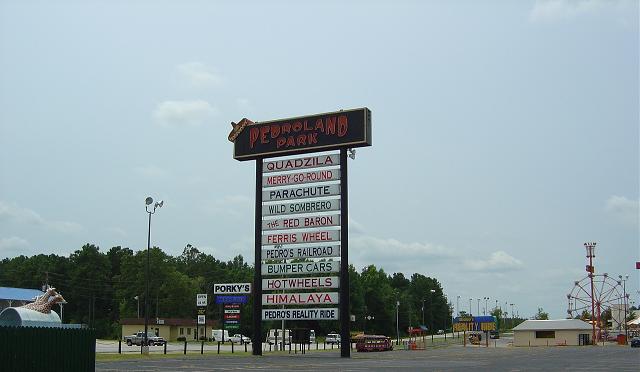 PEDROLAND
PARK
QUADZILA
MERRY-GO-ROUND
PARACHUTE
WILD SOMBRERO
THE RED BARON
FERRIS WHEEL
PEDRO'S RAILROAD
BUMPER CARS
HOTWHEELS
HIMALAYA
PEDRO'S REALITY RIDE
PORKY'S